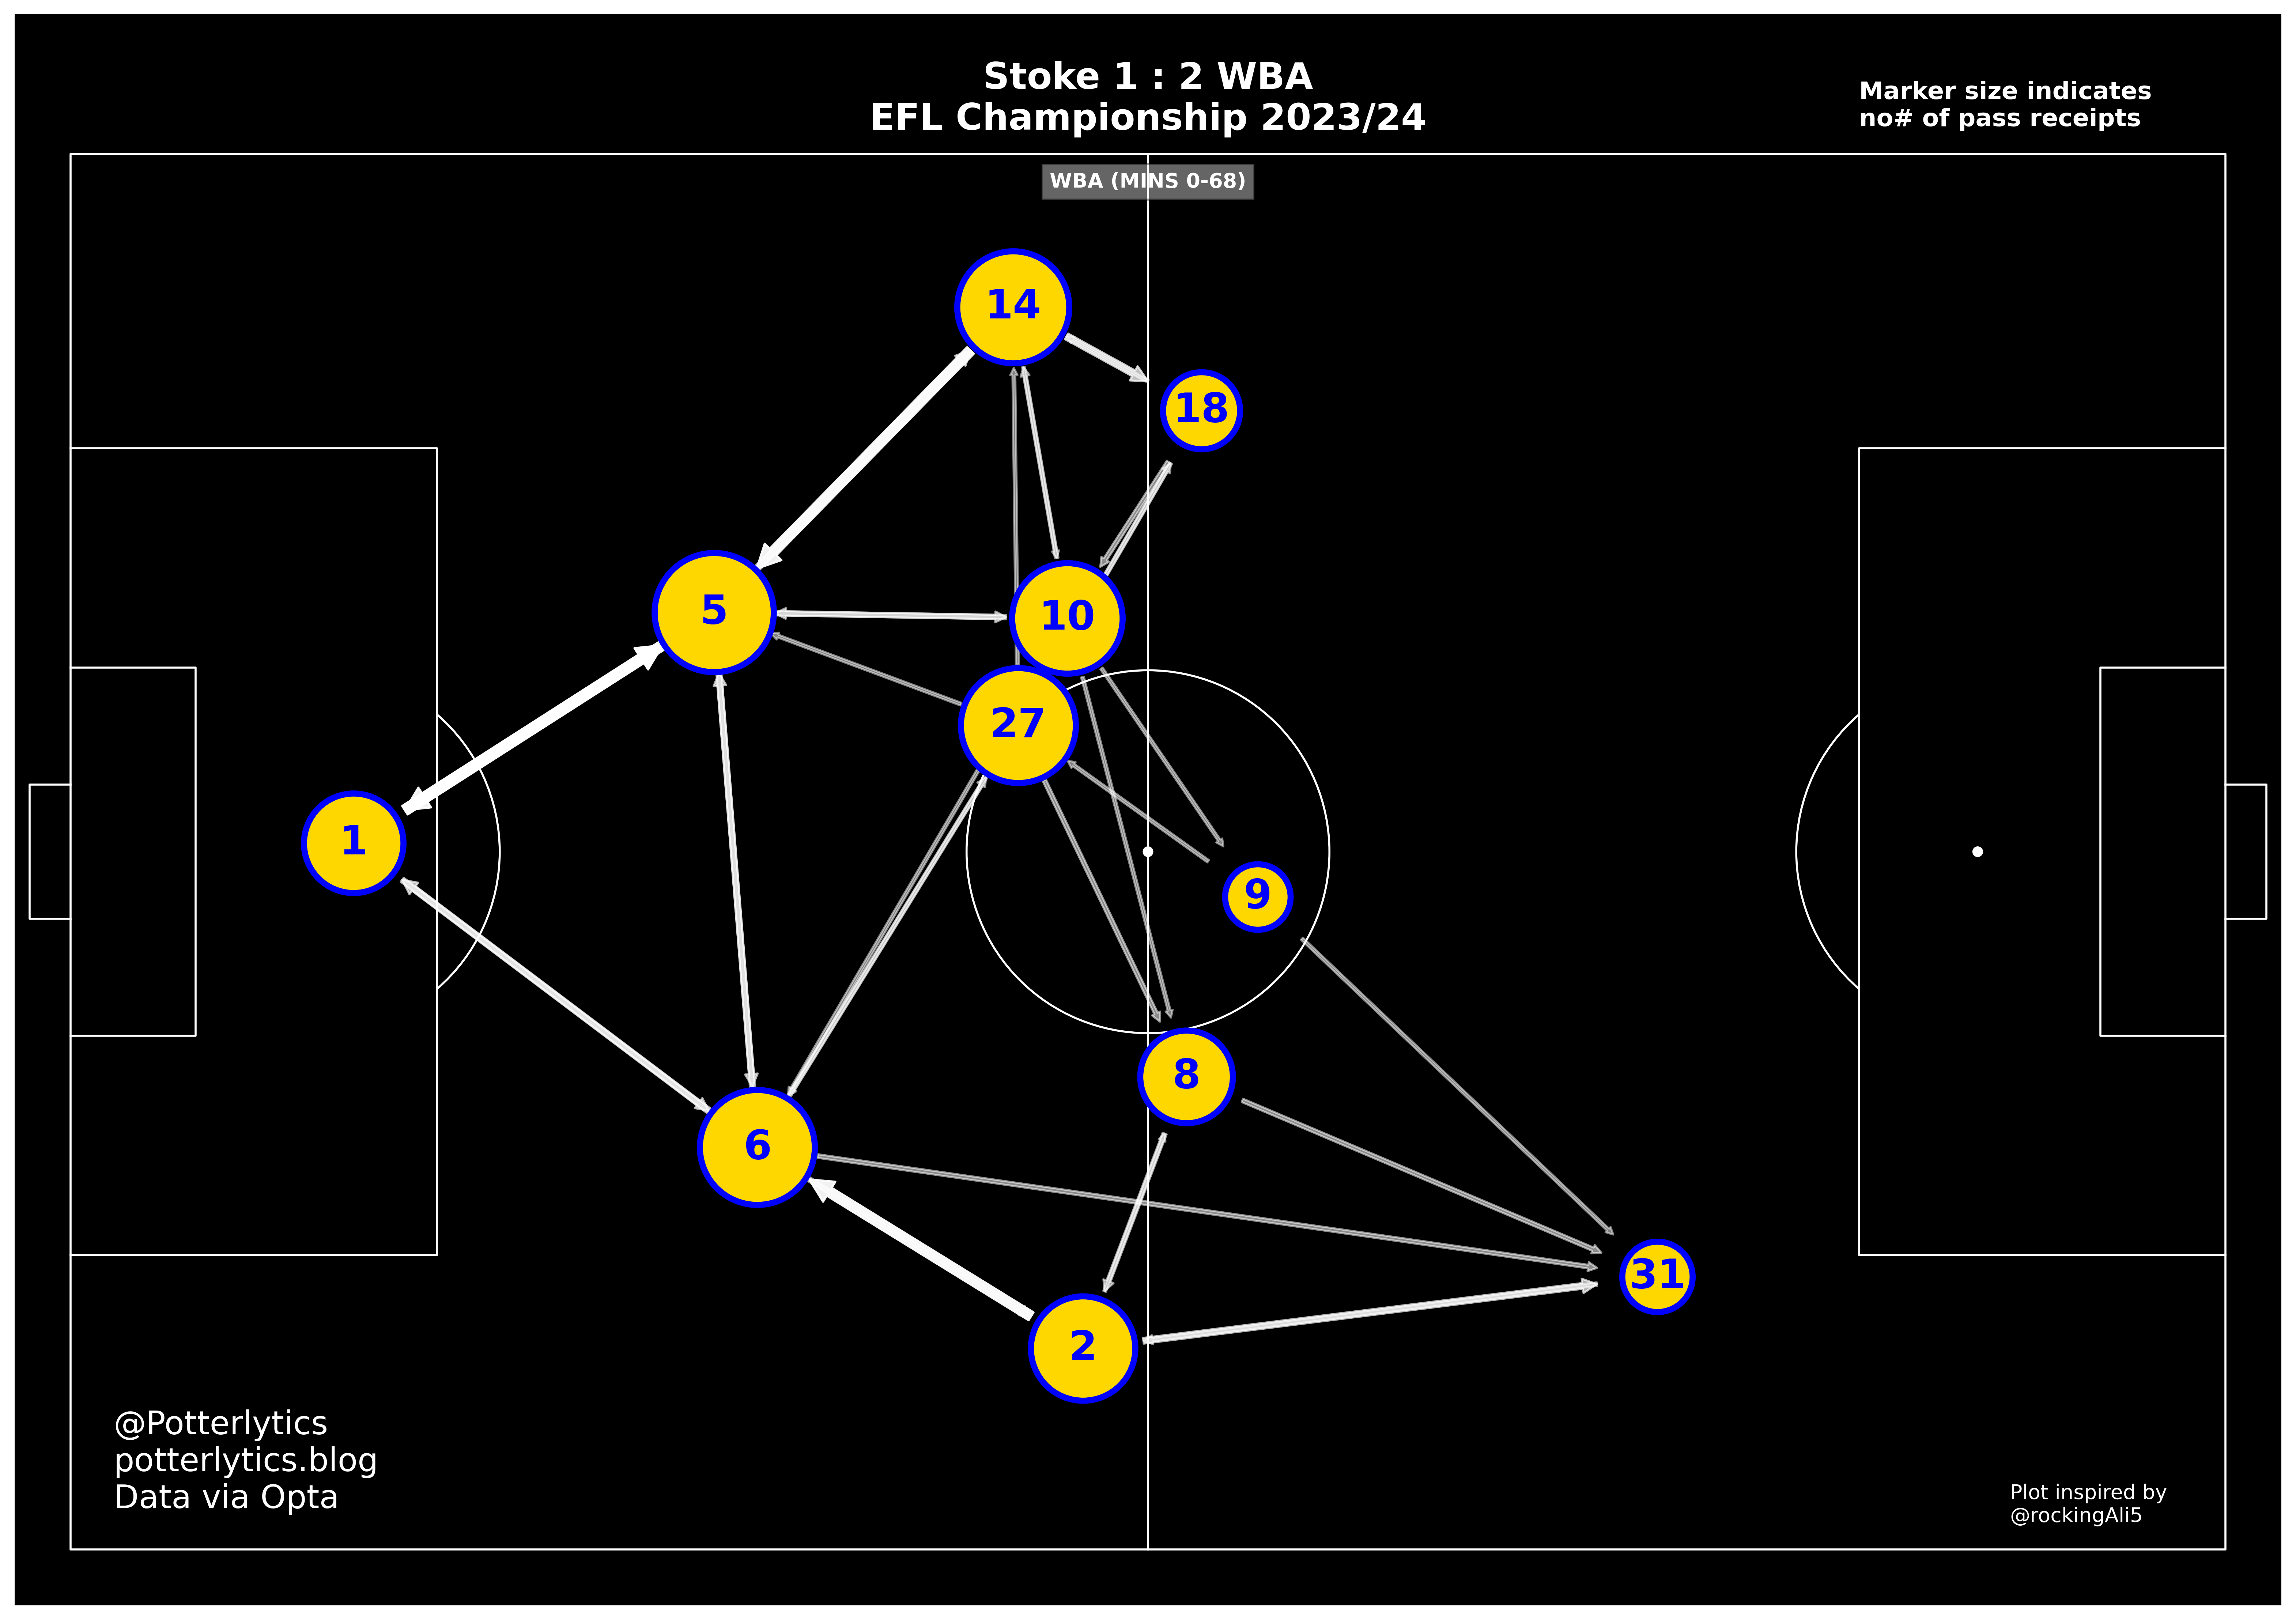 Stoke 1 : 2 WBA
EFL Championship 2023/24
Marker size indicates
no# of pass receipts
WBA (MINS 0-68)
14
18
5
10
27
1
9
8
6
31
2
@Potterlytics
potterlytics.blog
Data via Opta
Plot inspired by
@rockingAli5